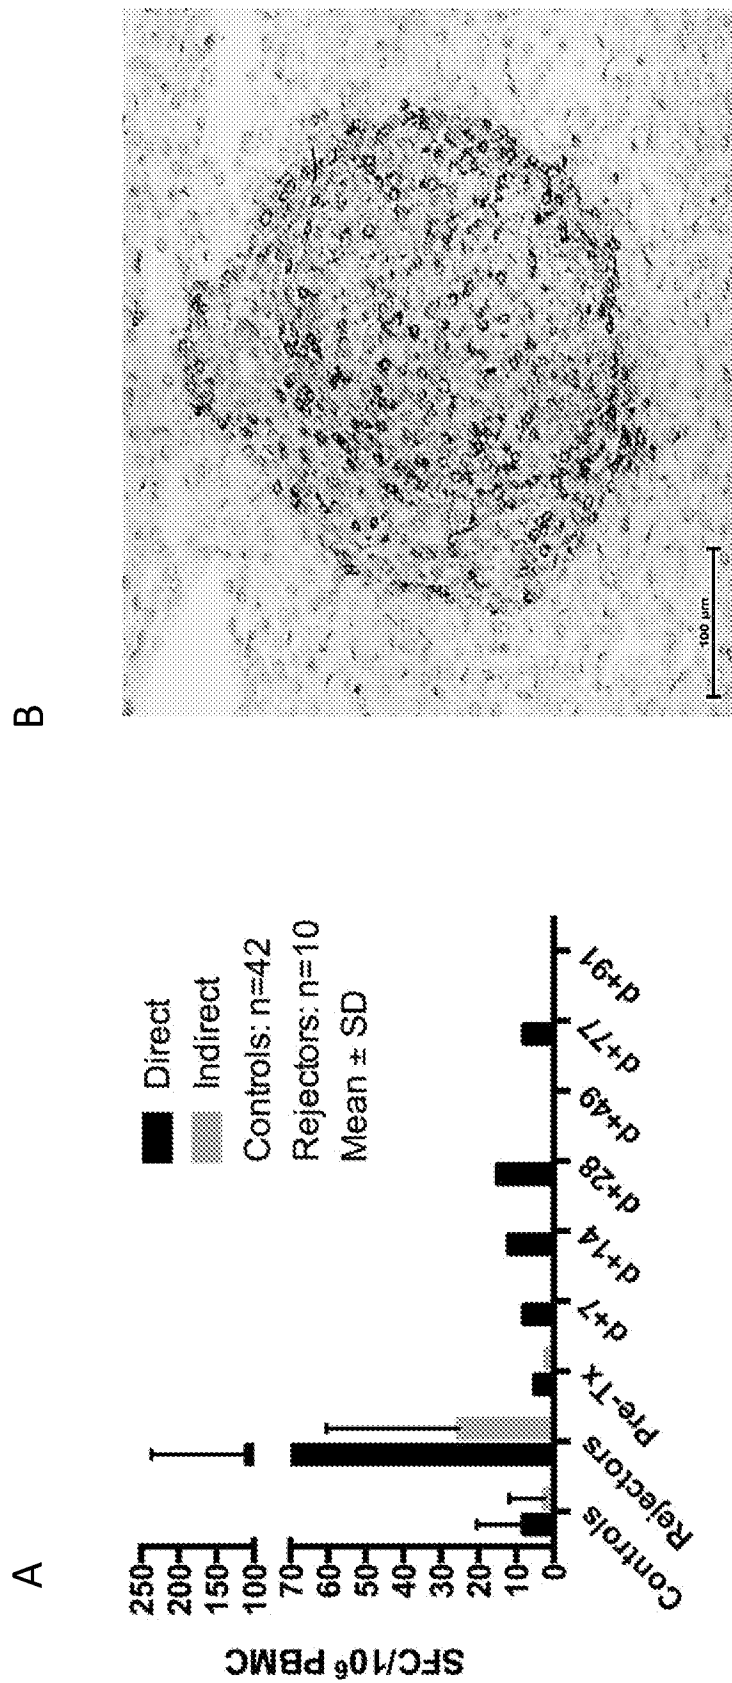 A
SFC/10⁶ PBMC
250
200
150
100
70
60
50
40
30
20
10
0
Direct
Indirect
Controls: n=42
Rejectors: n=10
Mean ± SD
Controls
Rejectors
Pre-Tx
d+7
d+14
d+28
d+49
d+77
d+91
B
100 µm